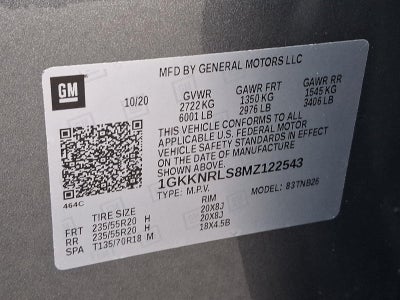 GM
MFD BY GENERAL MOTORS LLC
10/20
GVWR GAWR FRT GAWR RR
2722 KG 1350 KG 1545 KG
6001 LB 2976 LB 3406 LB
THIS VEHICLE CONFORMS TO ALL
APPLICABLE U.S. FEDERAL MOTOR
VEHICLE SAFETY STANDARDS IN EFFECT
ON THE DATE OF MANUFACTURE
SHOWN ABOVE.
1GKKNRLS8MZ122543
TYPE: M.P.V. MODEL: 83TNB26
464C
TIRE SIZE RIM
FRT 235/55R20 H 20X8J
RR 235/55R20 H 20X8J
SPA T135/70R18 M 18X4.5B